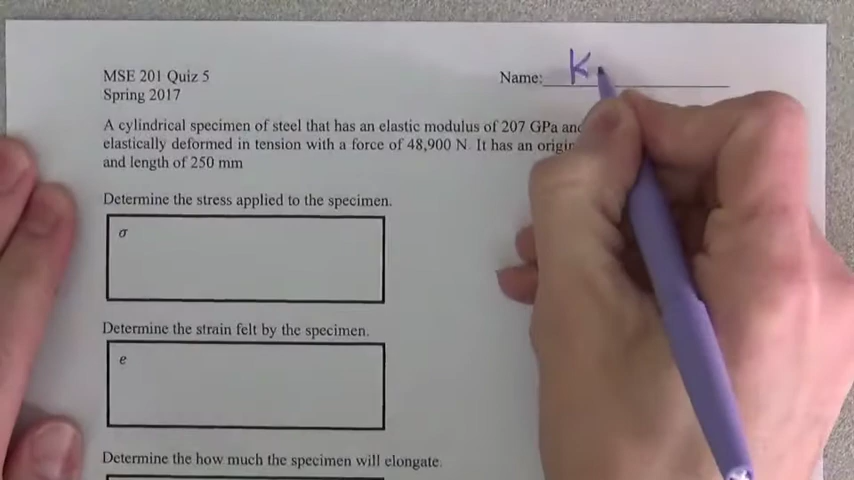 MSE 201 Quiz 5
Name: K
Spring 2017
A cylindrical specimen of steel that has an elastic modulus of 207 GPa and
elastically deformed in tension with a force of 48,900 N. It has an
and length of 250 mm
Determine the stress applied to the specimen.
σ
Determine the strain felt by the specimen.
e
Determine the how much the specimen will elongate.